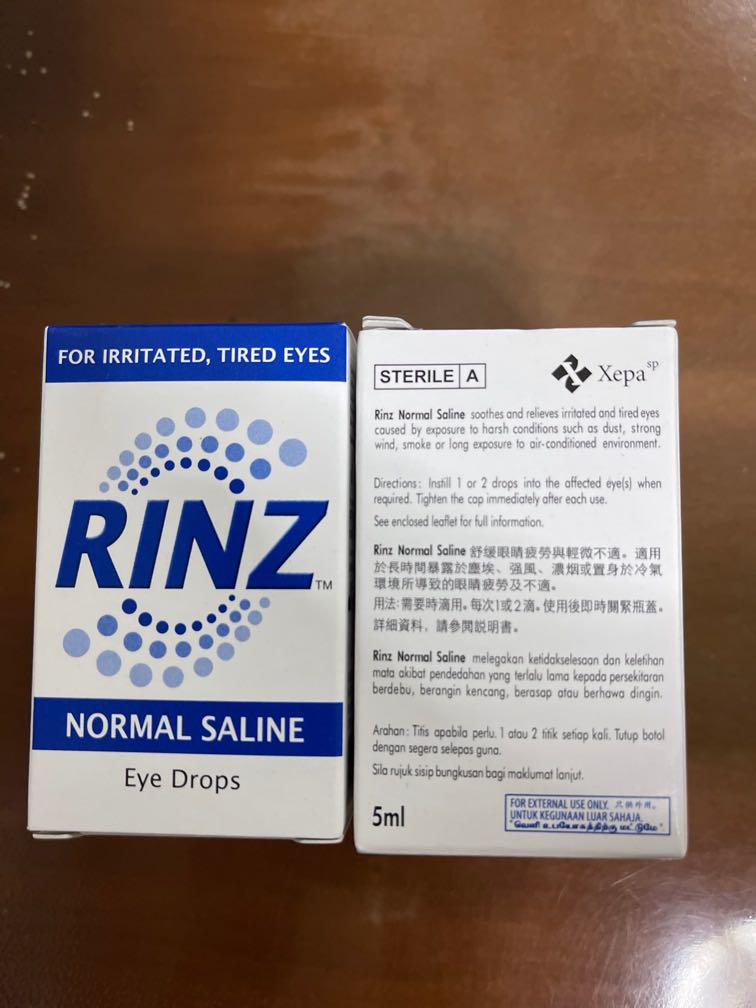 FOR IRRITATED, TIRED EYES
RINZ™
NORMAL SALINE
Eye Drops
STERILE A
Xepa sp
Rinz Normal Saline soothes and relieves irritated and tired eyes
caused by exposure to harsh conditions such as dust, strong
wind, smoke or long exposure to air-conditioned environment.
Directions: Instill 1 or 2 drops into the affected eye(s) when
required. Tighten the cap immediately after each use.
See enclosed leaflet for full information.
Rinz Normal Saline 舒緩眼睛疲勞與輕微不適。適用
於長時間暴露於塵埃、强風、濃烟或置身於冷氣
環境所導致的眼睛疲勞及不適。
用法:需要時滴用。每次1或2滴。使用後即時關緊瓶蓋。
詳細資料，請參閲説明書。
Rinz Normal Saline melegakan ketidakselesaan dan keletihan
mata akibat pendedahan yang terlalu lama kepada persekitaran
berdebu, berangin kencang, berasap atau berhawa dingin.
Arahan: Titis apabila perlu. 1 atau 2 titik setiap kali. Tutup botol
dengan segera selepas guna.
Sila rujuk sisip bungkusan bagi maklumat lanjut.
5ml
FOR EXTERNAL USE ONLY. 只供外用。
UNTUK KEGUNAAN LUAR SAHAJA.
"வெளி உபயோகத்திற்கு மட்டுமே"